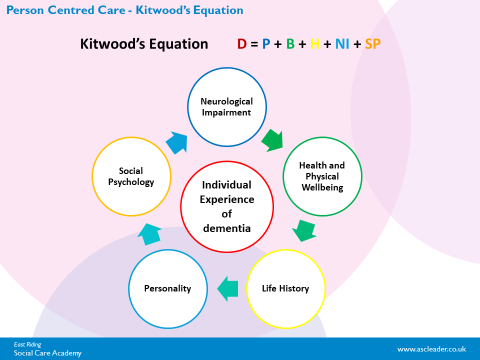 Person Centred Care - Kitwood's Equation
Kitwood's Equation D = P + B + H + NI + SP
Neurological
Impairment
Social
Psychology
Health and
Physical
Wellbeing
Individual
Experience
of
dementia
Personality
Life History
East Riding
Social Care Academy
www.ascleader.co.uk